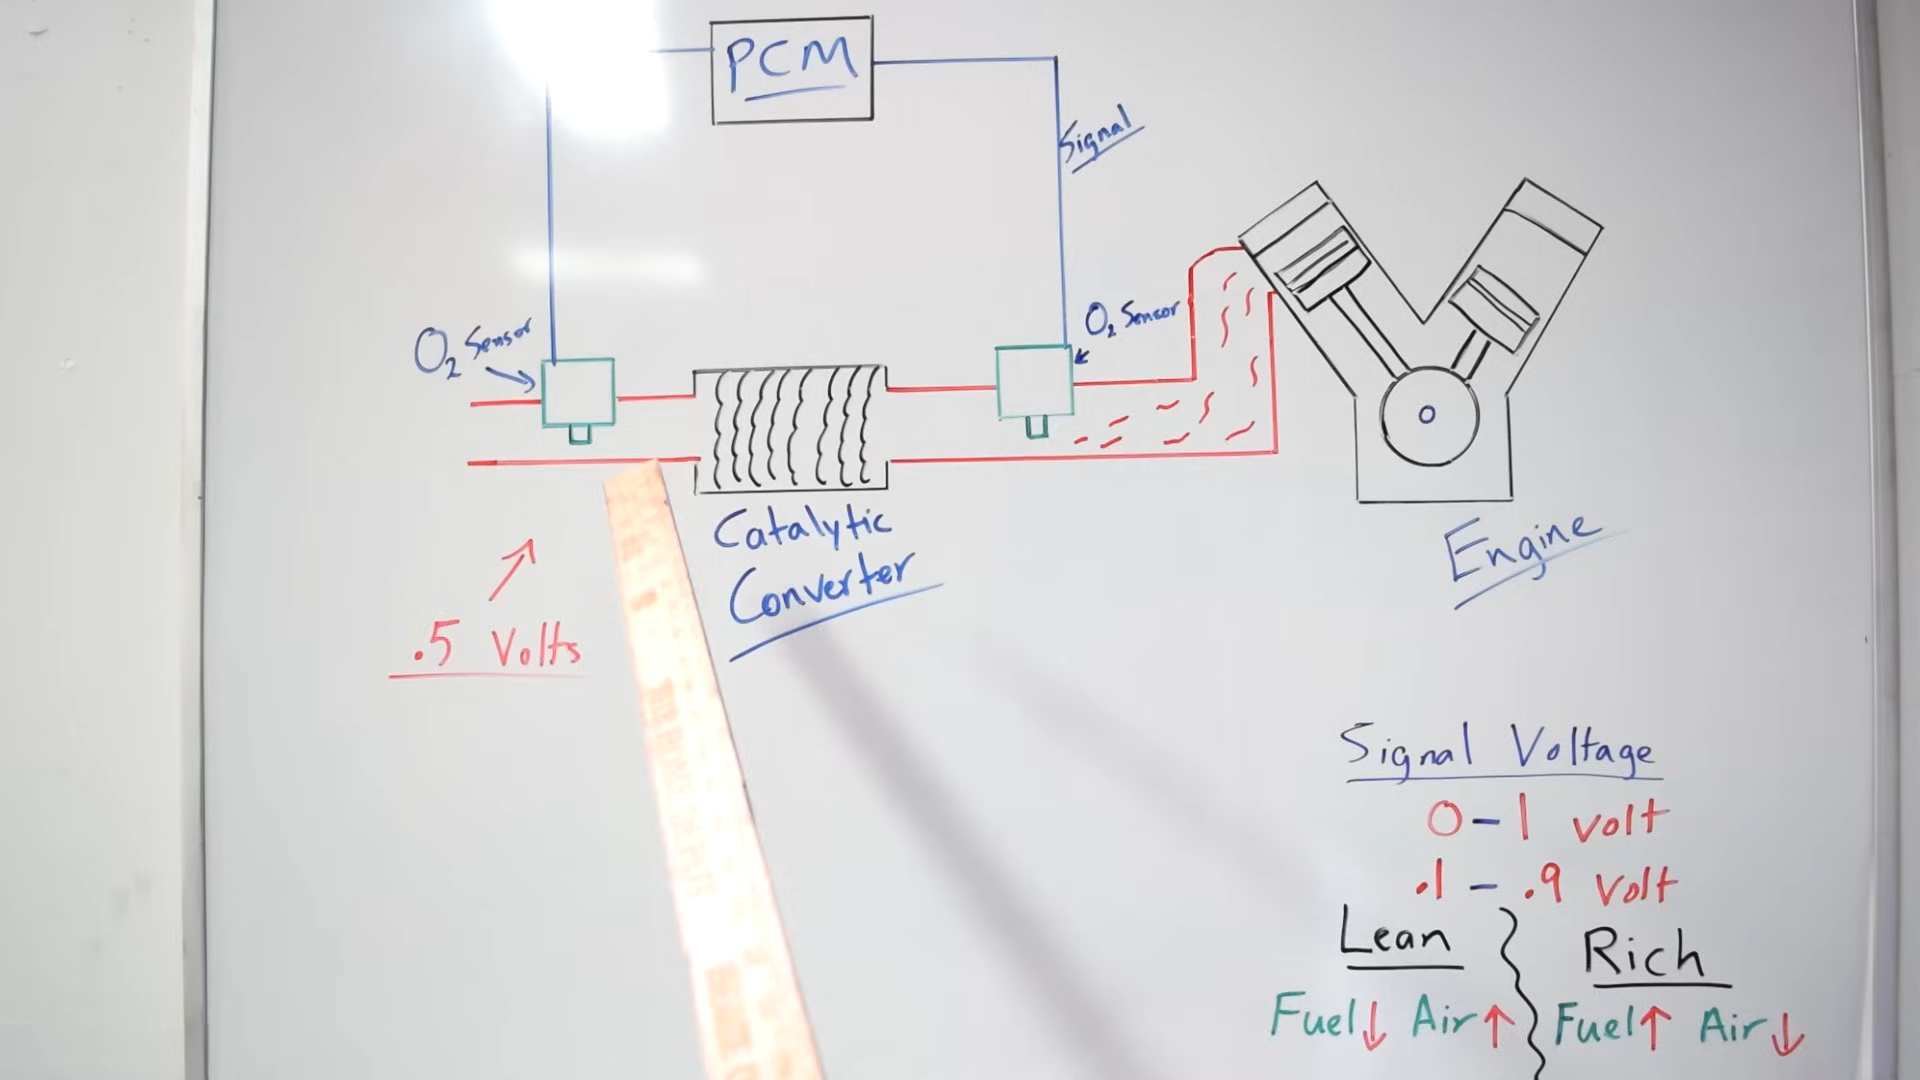 PCM
Signal
O2 Sensor
O2 Sensor
Catalytic
Converter
Engine
.5 Volts
Signal Voltage
0 - 1 volt
.1 - .9 Volt
Lean
Rich
Fuel↓ Air↑
Fuel↑ Air↓